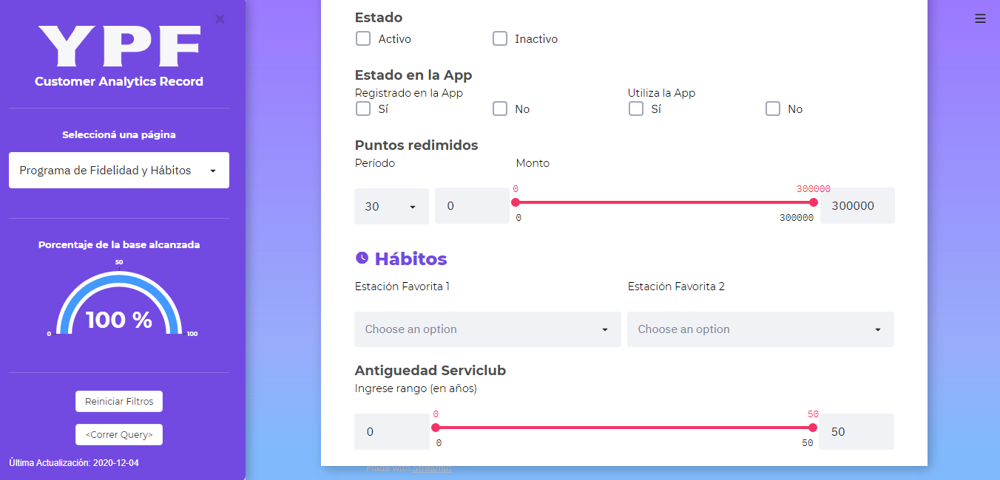 YPF
Customer Analytics Record
Seleccioná una página
Programa de Fidelidad y Hábitos
Porcentaje de la base alcanzada
50
100 %
0
100
Reiniciar Filtros
<Correr Query>
Última Actualización: 2020-12-04
Estado
Activo
Inactivo
Estado en la App
Registrado en la App
Utiliza la App
Sí
No
Sí
No
Puntos redimidos
Período
Monto
30
0
0
300000
0
300000
300000
Hábitos
Estación Favorita 1
Estación Favorita 2
Choose an option
Choose an option
Antiguedad Serviclub
Ingrese rango (en años)
0
0
50
0
50
50
Made with Streamlit